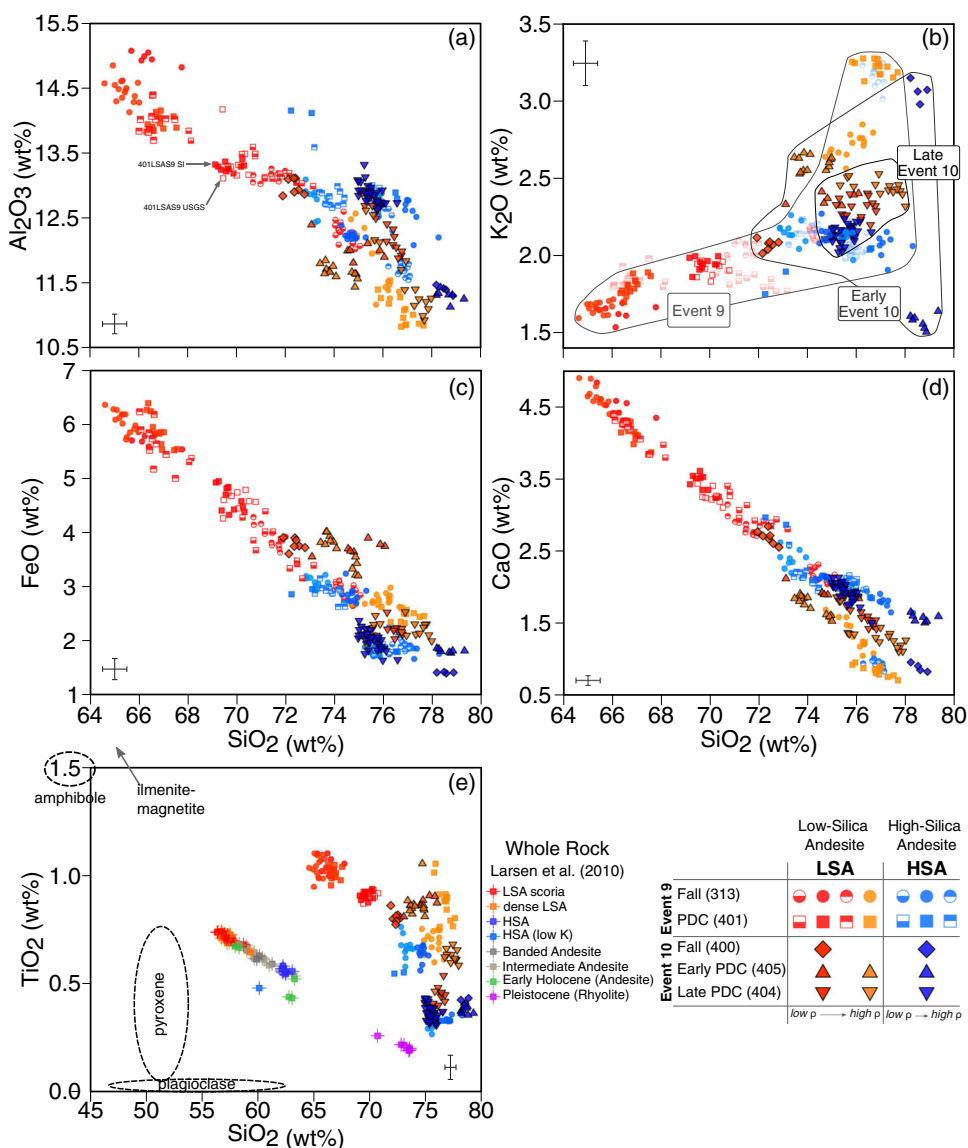 15.5
14.5
13.5
12.5
11.5
10.5
Al2O3 (wt%)
(a)
401LSAS9 SI
401LSAS9 USGS
3.5
3.0
2.5
2.0
1.5
K2O (wt%)
(b)
Late
Event 10
Event 9
Early
Event 10
7
6
5
4
3
2
1
FeO (wt%)
(c)
64 66 68 70 72 74 76 78 80
SiO2 (wt%)
4.5
3.5
2.5
1.5
0.5
CaO (wt%)
(d)
64 66 68 70 72 74 76 78 80
SiO2 (wt%)
1.5
1.0
0.5
0.0
TiO2 (wt%)
(e)
amphibole
ilmenite-
magnetite
pyroxene
plagioclase
45 50 55 60 65 70 75 80
SiO2 (wt%)
Whole Rock
Larsen et al. (2010)
LSA scoria
dense LSA
HSA
HSA (low K)
Banded Andesite
Intermediate Andesite
Early Holocene (Andesite)
Pleistocene (Rhyolite)
Low-Silica
Andesite
LSA
High-Silica
Andesite
HSA
Event 9
Fall (313)
PDC (401)
Event 10
Fall (400)
Early PDC (405)
Late PDC (404)
low ρ → high ρ
low ρ → high ρ